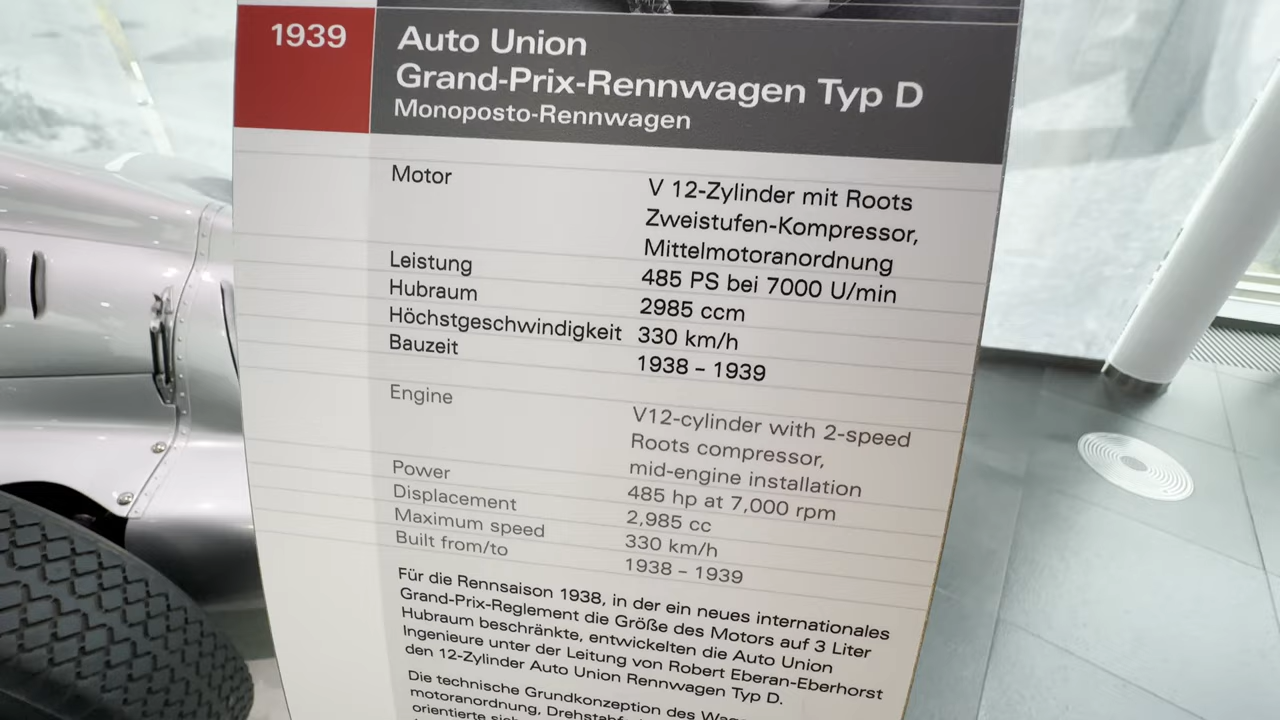 1939
Auto Union
Grand-Prix-Rennwagen Typ D
Monoposto-Rennwagen
Motor V 12-Zylinder mit Roots
Zweistufen-Kompressor,
Mittelmotoranordnung
Leistung 485 PS bei 7000 U/min
Hubraum 2985 ccm
Höchstgeschwindigkeit 330 km/h
Bauzeit 1938 – 1939
Engine V12-cylinder with 2-speed
Roots compressor,
mid-engine installation
Power 485 hp at 7,000 rpm
Displacement 2,985 cc
Maximum speed 330 km/h
Built from/to 1938 – 1939
Für die Rennsaison 1938, in der ein neues internationales
Grand-Prix-Reglement die Größe des Motors auf 3 Liter
Hubraum beschränkte, entwickelten die Auto Union
Ingenieure unter der Leitung von Robert Eberan-Eberhorst
den 12-Zylinder Auto Union Rennwagen Typ D.
Die technische Grundkonzeption des
motoranordnung,
orientierte